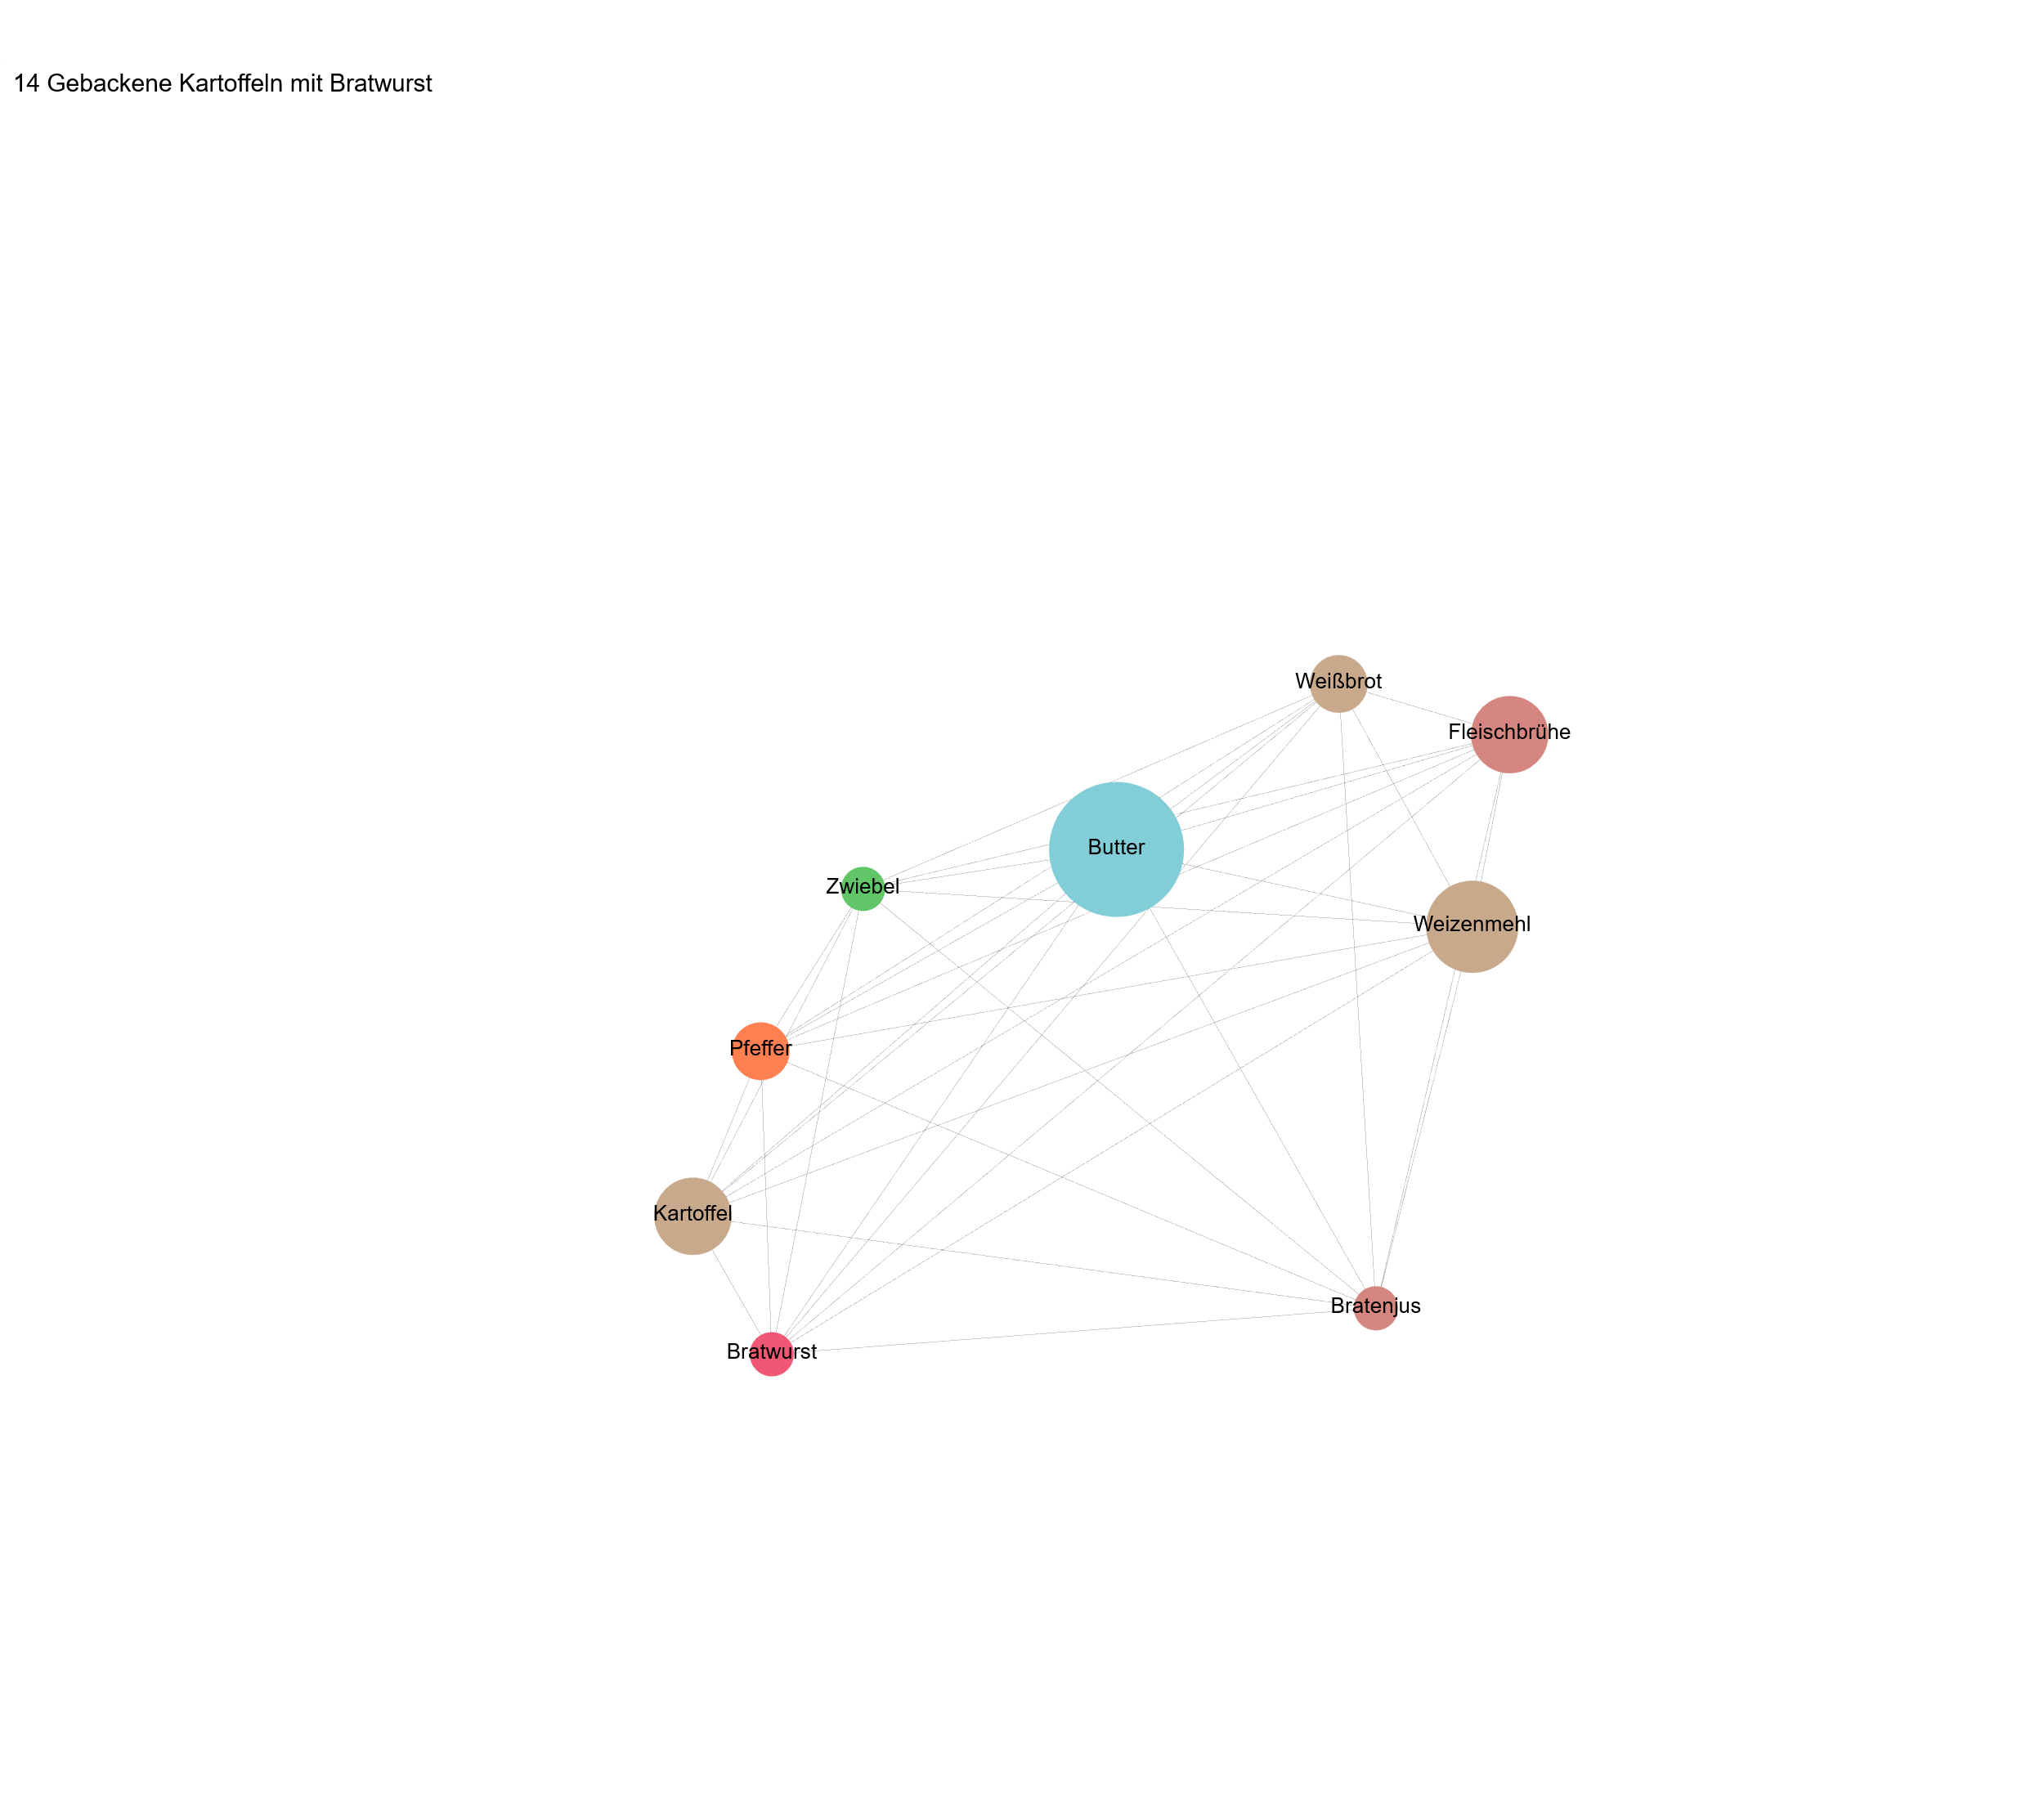 14 Gebackene Kartoffeln mit Bratwurst
Weißbrot
Fleischbrühe
Butter
Zwiebel
Weizenmehl
Pfeffer
Kartoffel
Bratenjus
Bratwurst